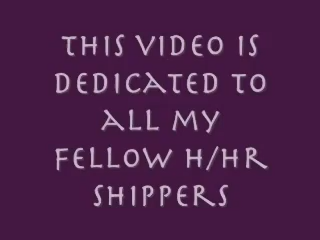 THIS VIDEO IS
DEDICATED TO
ALL MY
FELLOW H/HR
SHIPPERS